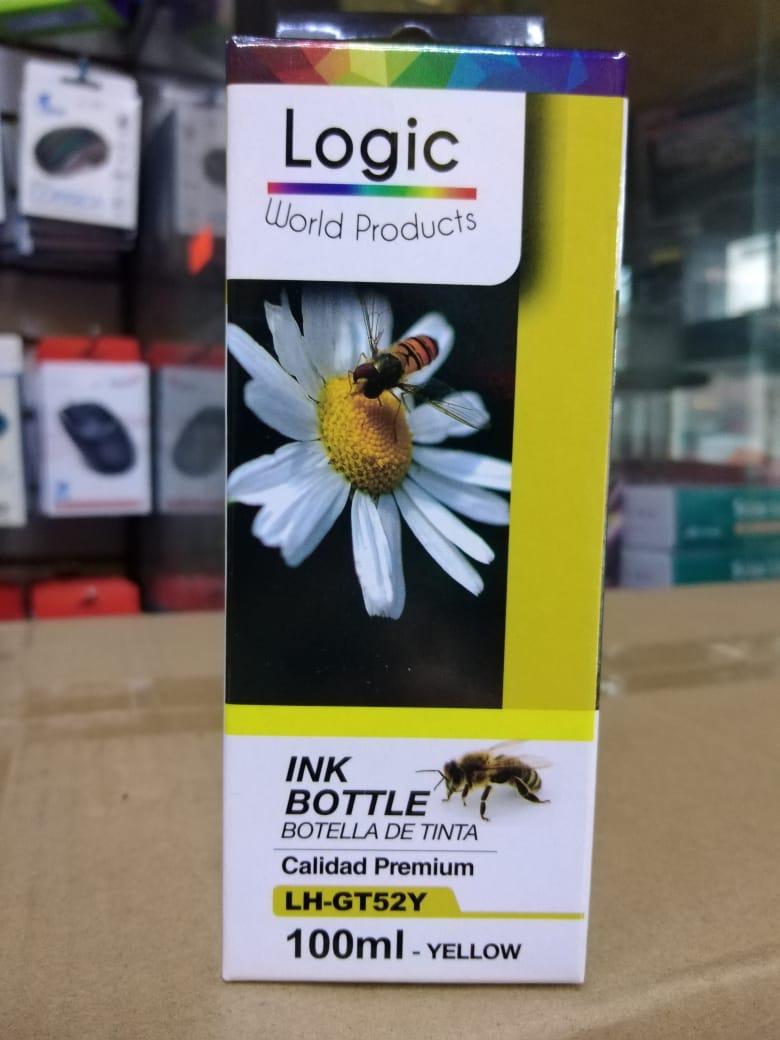 Logic
World Products
INK
BOTTLE
BOTELLA DE TINTA
Calidad Premium
LH-GT52Y
100ml - YELLOW